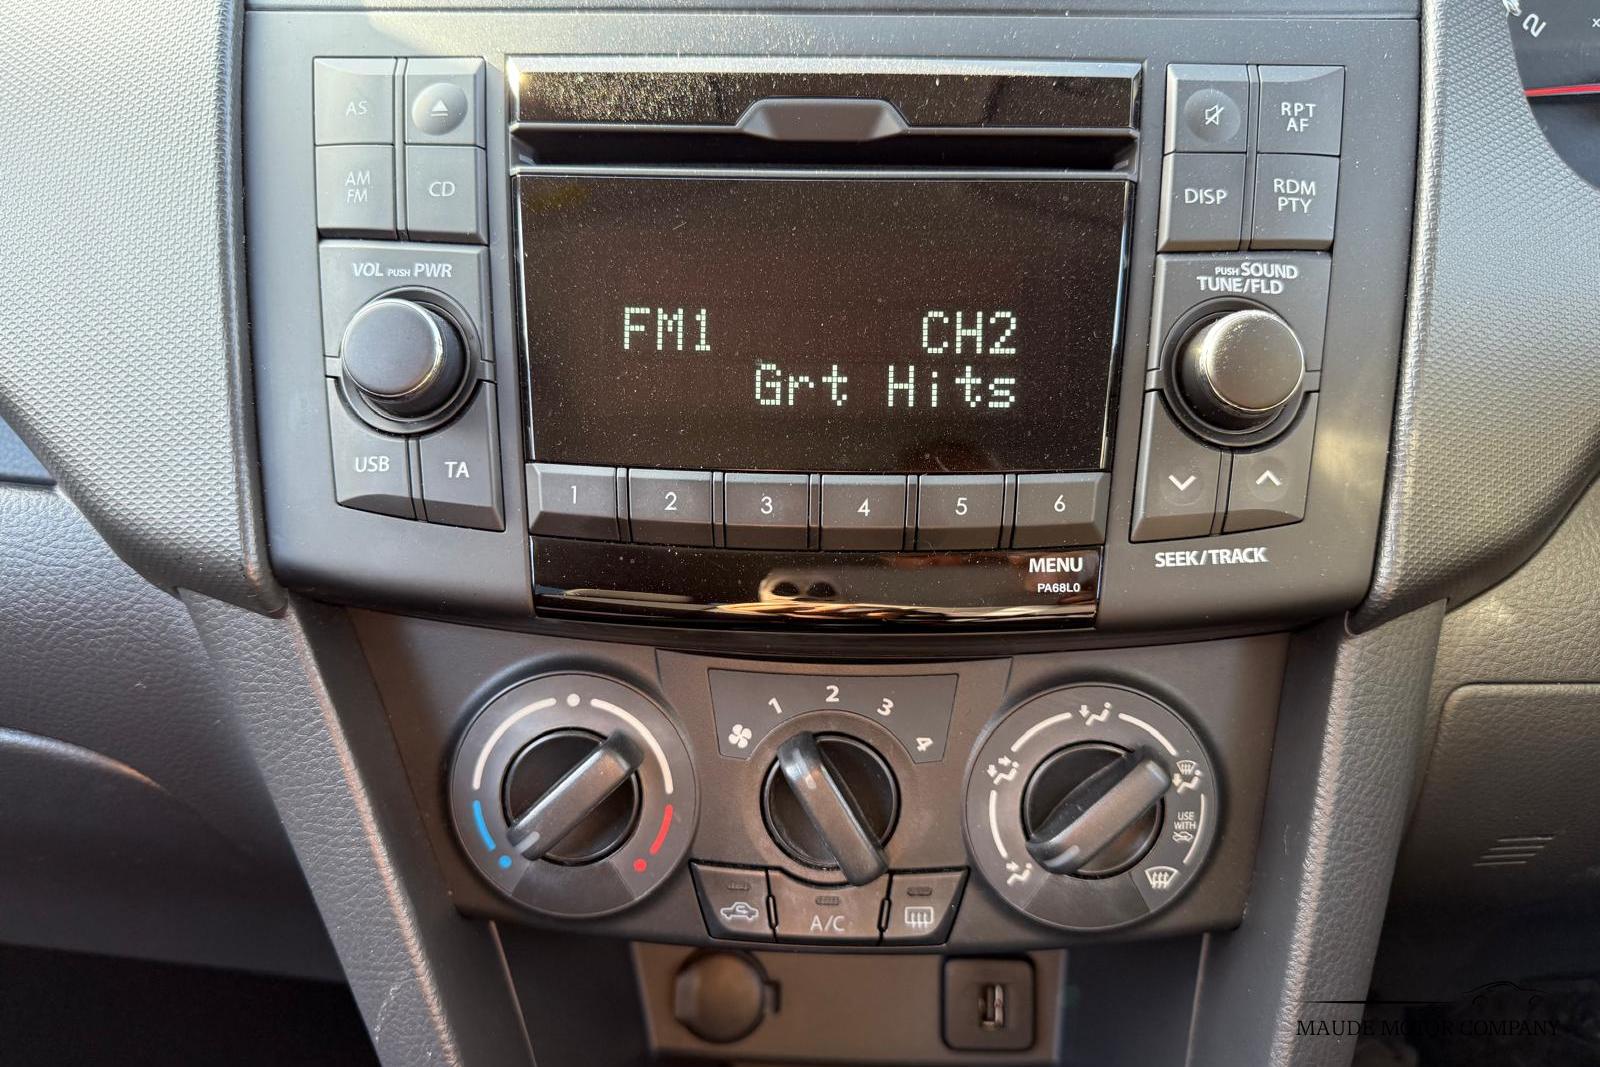 AS
AM
FM
CD
VOL PUSH PWR
USB
TA
FM1 CH2
Grt Hits
1 2 3 4 5 6
MENU
PA68L0
RPT
AF
DISP
RDM
PTY
PUSH SOUND
TUNE/FLD
SEEK/TRACK
2
1 2 3 4
A/C
USE
WITH
MAUDE MOTOR COMPANY